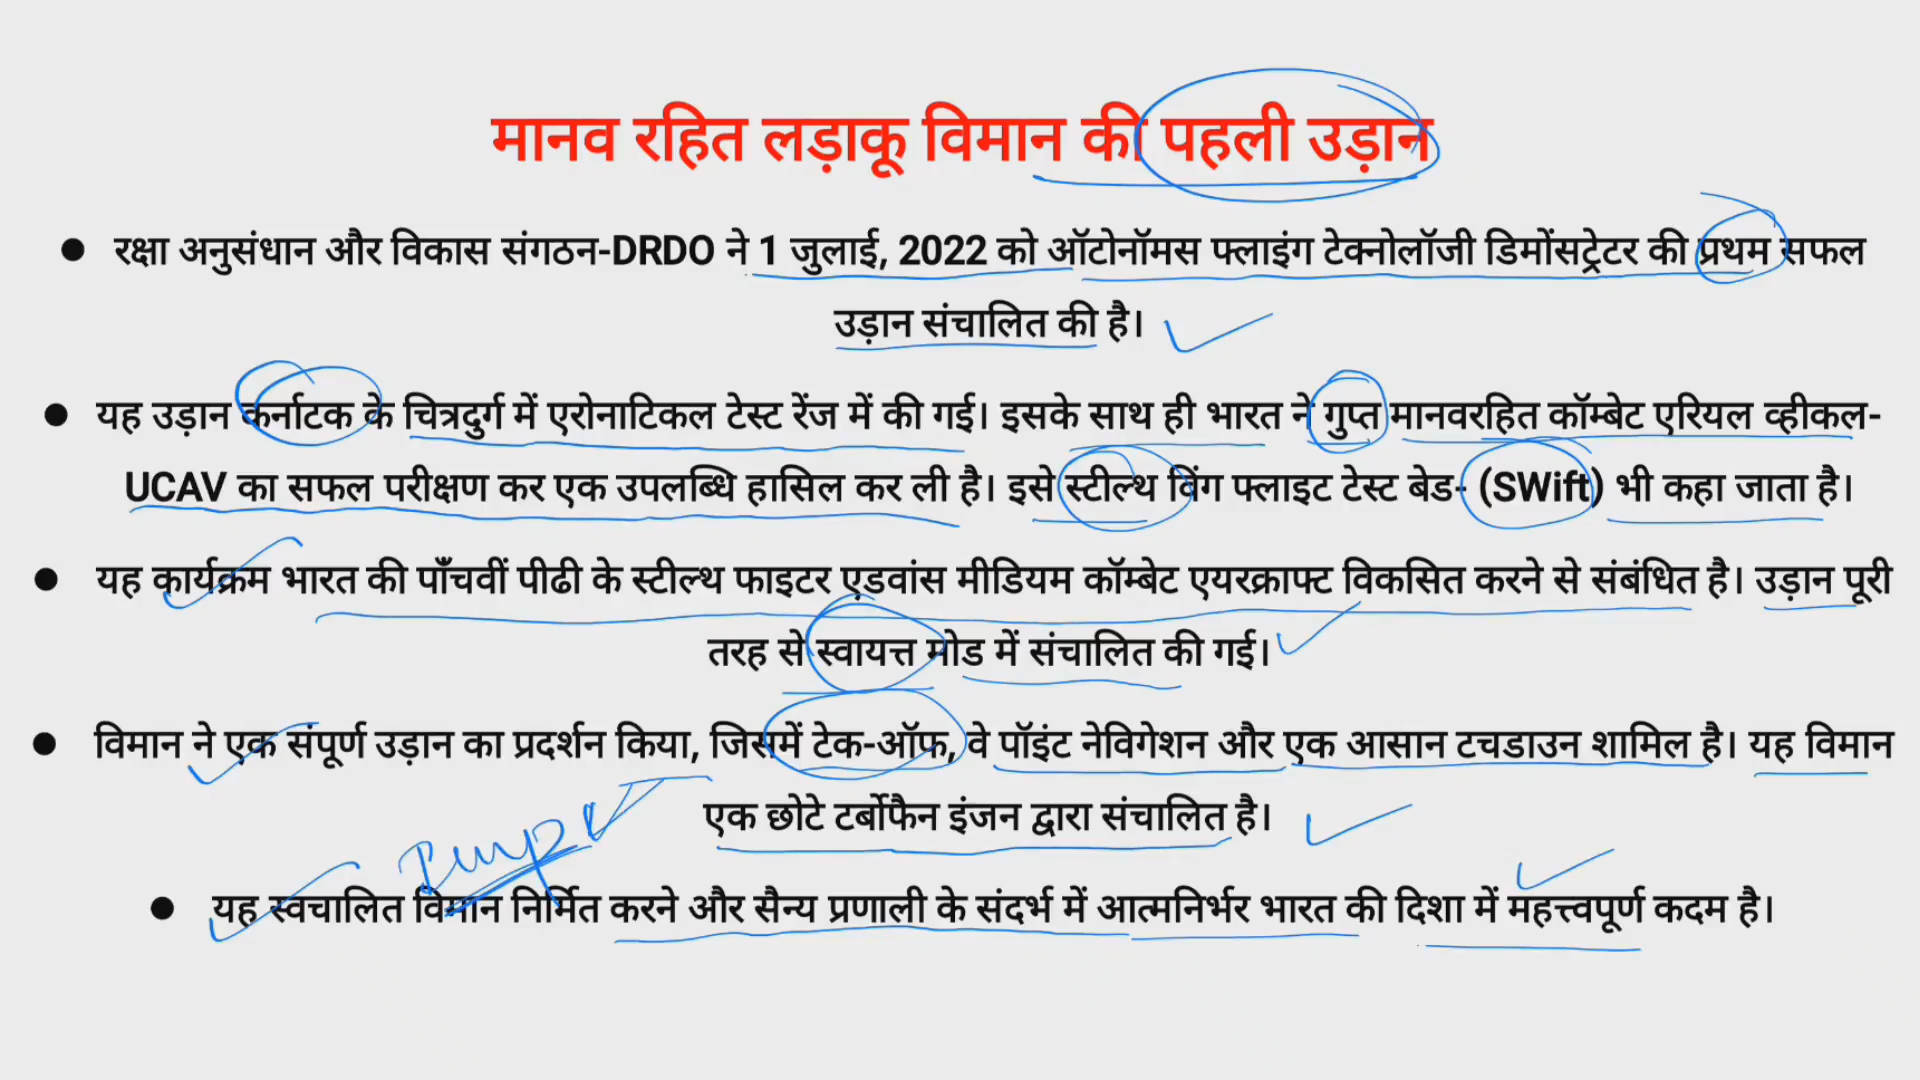 मानव रहित लड़ाकू विमान की पहली उड़ान
● रक्षा अनुसंधान और विकास संगठन-DRDO ने 1 जुलाई, 2022 को ऑटोनॉमस फ्लाइंग टेक्नोलॉजी डिमोंसट्रेटर की प्रथम सफल
उड़ान संचालित की है।
● यह उड़ान कर्नाटक के चित्रदुर्ग में एरोनाटिकल टेस्ट रेंज में की गई। इसके साथ ही भारत ने गुप्त मानवरहित कॉम्बेट एरियल व्हीकल-
UCAV का सफल परीक्षण कर एक उपलब्धि हासिल कर ली है। इसे स्टील्थ विंग फ्लाइट टेस्ट बेड- (SWift) भी कहा जाता है।
● यह कार्यक्रम भारत की पाँचवीं पीढी के स्टील्थ फाइटर एडवांस मीडियम कॉम्बेट एयरक्राफ्ट विकसित करने से संबंधित है। उड़ान पूरी
तरह से स्वायत्त मोड में संचालित की गई।
● विमान ने एक संपूर्ण उड़ान का प्रदर्शन किया, जिसमें टेक-ऑफ, वे पॉइंट नेविगेशन और एक आसान टचडाउन शामिल है। यह विमान
एक छोटे टर्बोफैन इंजन द्वारा संचालित है।
● यह स्वचालित विमान निर्मित करने और सैन्य प्रणाली के संदर्भ में आत्मनिर्भर भारत की दिशा में महत्त्वपूर्ण कदम है।